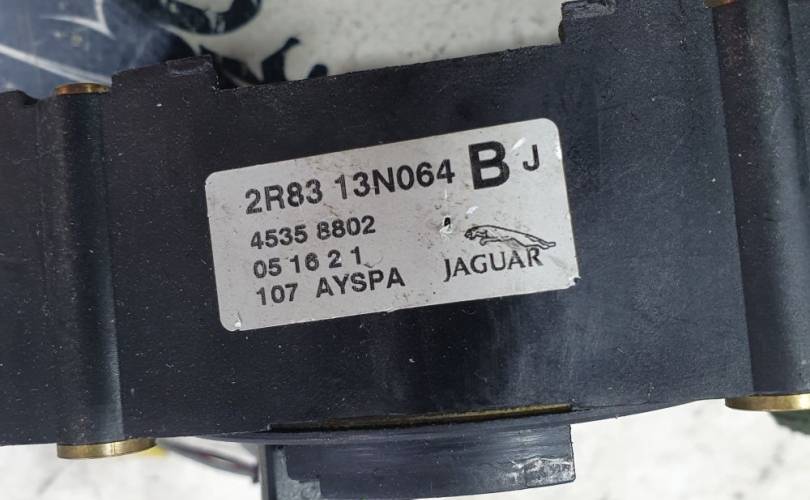 2R83 13N064 B J
4535 8802
05 16 2 1
107 AYSPA
JAGUAR